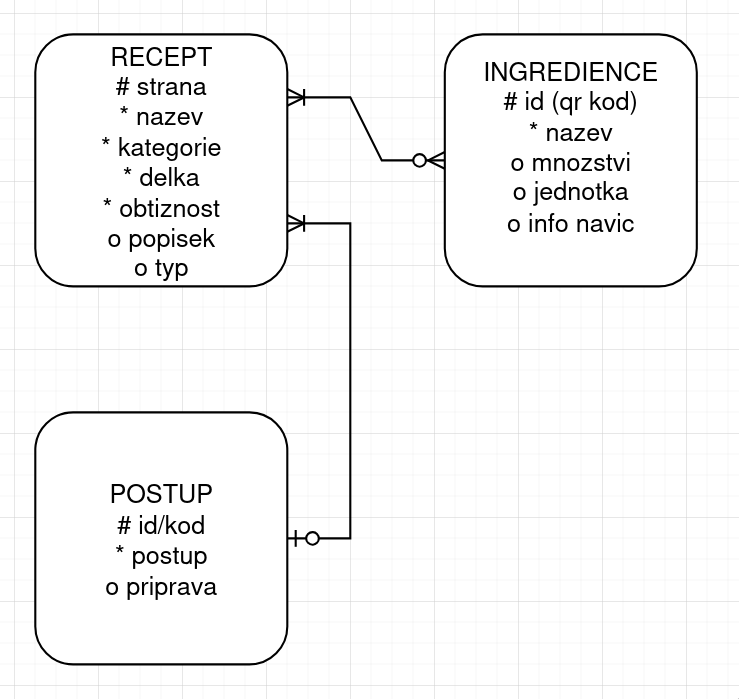 RECEPT
# strana
* nazev
* kategorie
* delka
* obtiznost
o popisek
o typ
INGREDIENCE
# id (qr kod)
* nazev
o mnozstvi
o jednotka
o info navic
POSTUP
# id/kod
* postup
o priprava